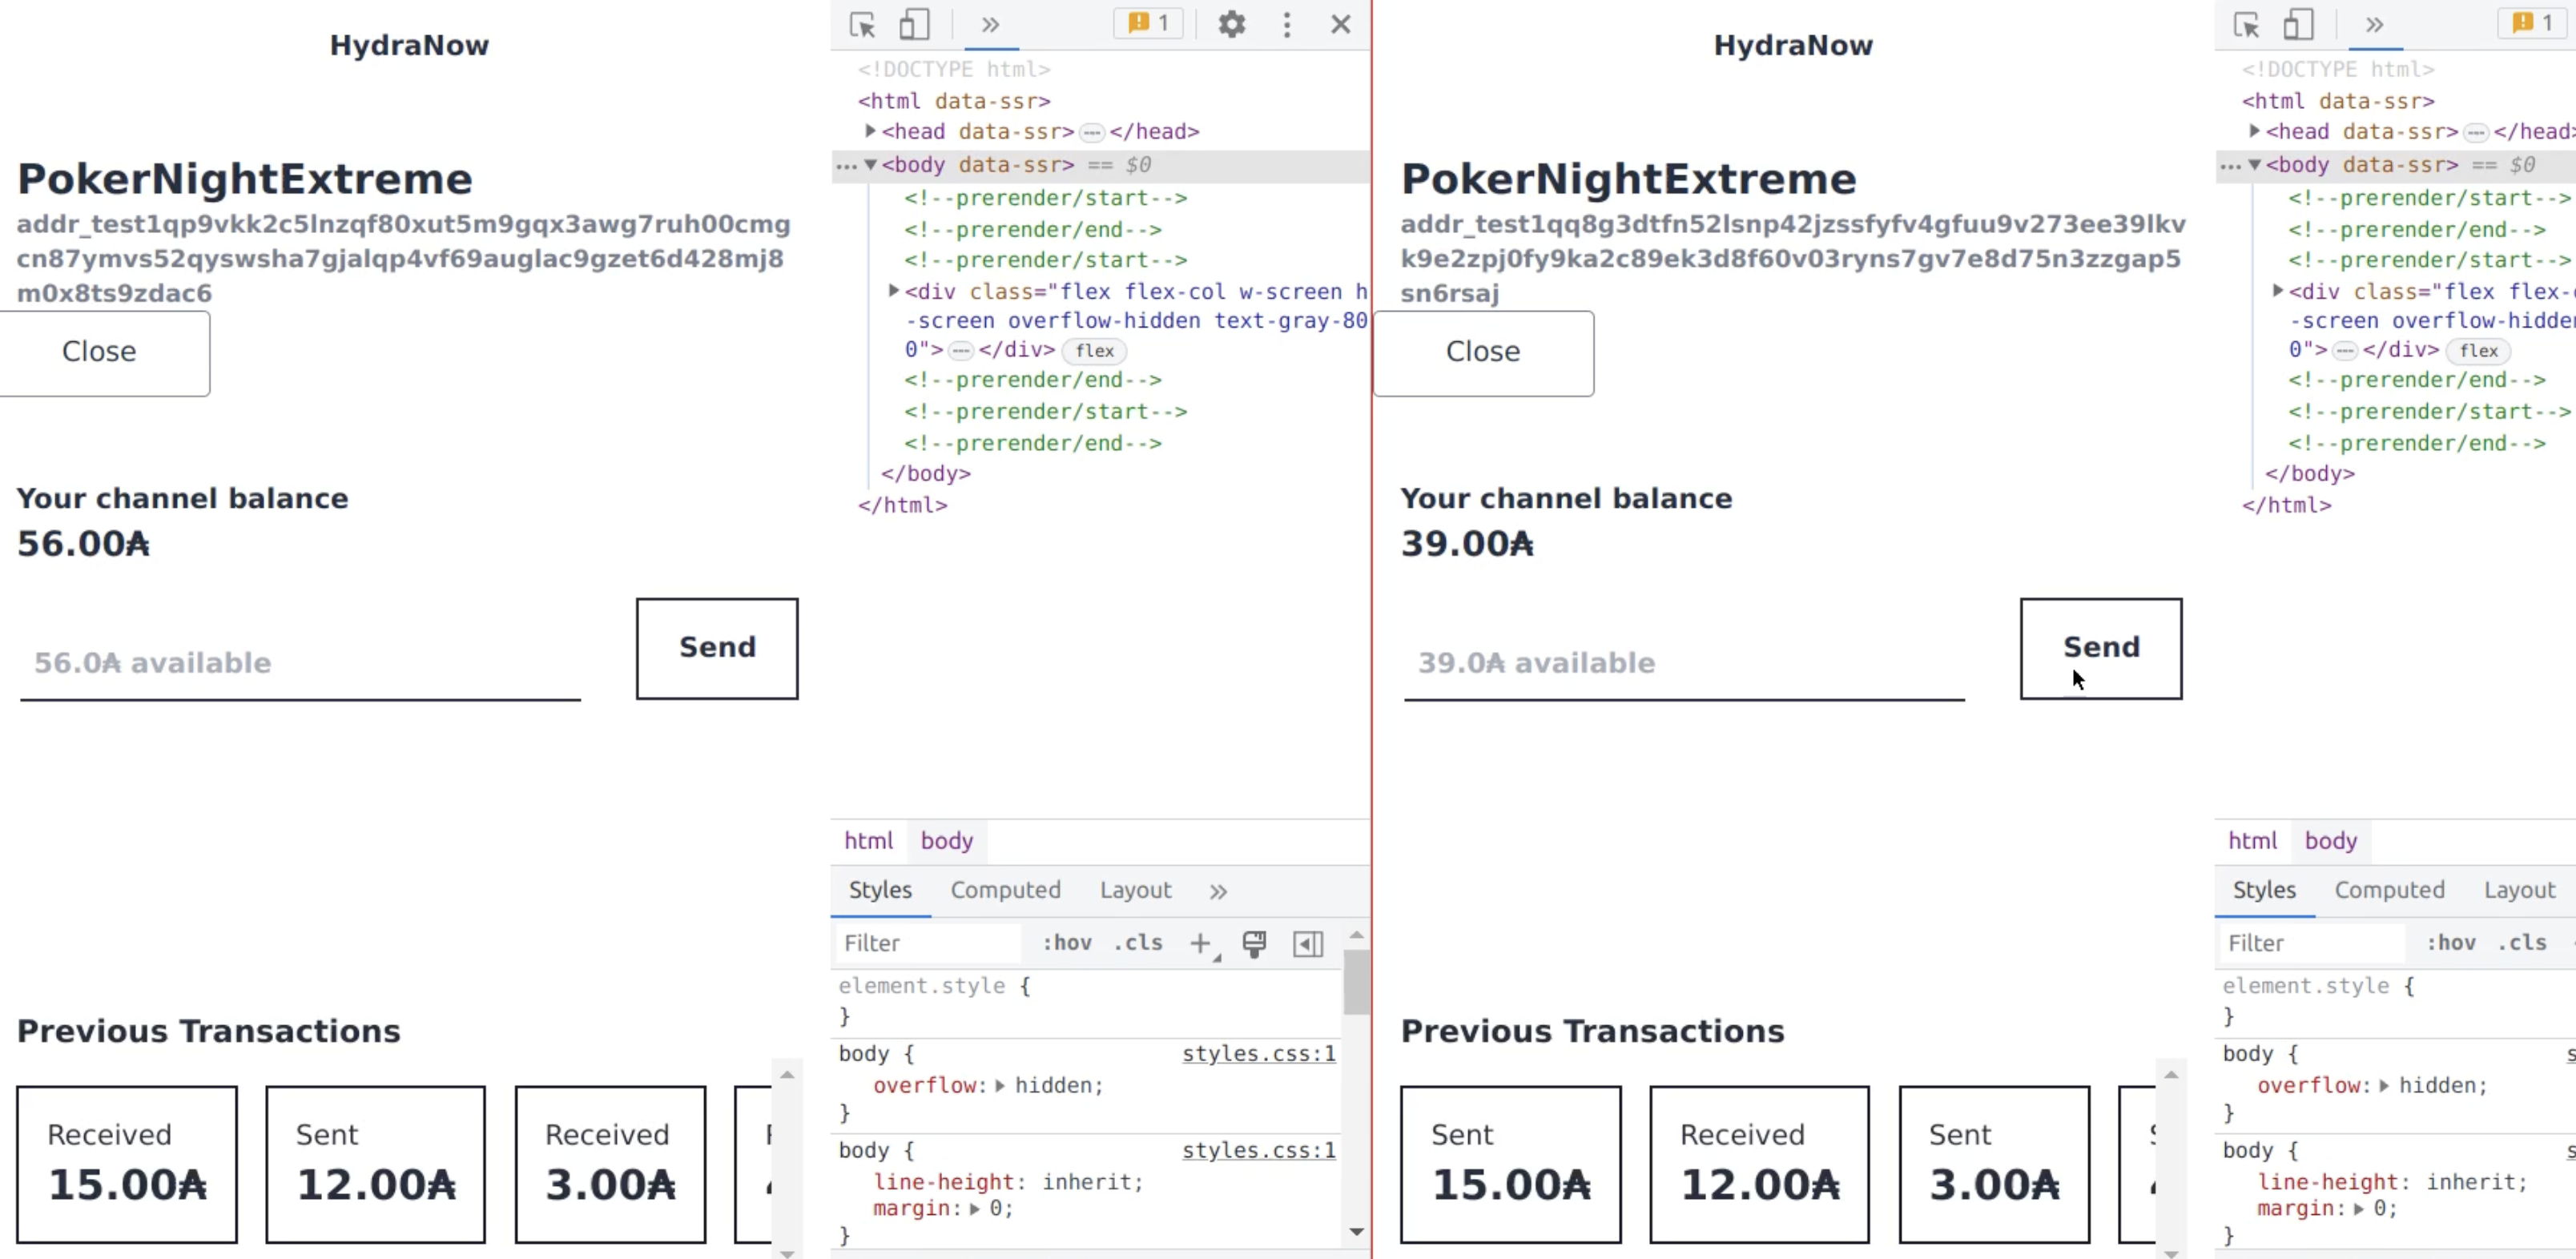 HydraNow
PokerNightExtreme
addr_test1qp9vkk2c5lnzqf80xut5m9gqx3awg7ruh00cmg
cn87ymvs52qyswsha7gjalqp4vf69auglac9gzet6d428mj8
m0x8ts9zdac6
Close
Your channel balance
56.00₳
56.0₳ available
Send
Previous Transactions
Received
15.00₳
Sent
12.00₳
Received
3.00₳
1
<!DOCTYPE html>
<html data-ssr>
<head data-ssr> </head>
<body data-ssr> == $0
<!--prerender/start-->
<!--prerender/end-->
<!--prerender/start-->
<div class="flex flex-col w-screen h
-screen overflow-hidden text-gray-80
0"> </div> flex
<!--prerender/end-->
<!--prerender/start-->
<!--prerender/end-->
</body>
</html>
html body
Styles Computed Layout
Filter :hov .cls
element.style {
}
body { styles.css:1
overflow: hidden;
}
body { styles.css:1
line-height: inherit;
margin: 0;
}
HydraNow
PokerNightExtreme
addr_test1qq8g3dtfn52lsnp42jzssfyfv4gfuu9v273ee39lkv
k9e2zpj0fy9ka2c89ek3d8f60v03ryns7gv7e8d75n3zzgap5
sn6rsaj
Close
Your channel balance
39.00₳
39.0₳ available
Send
Previous Transactions
Sent
15.00₳
Received
12.00₳
Sent
3.00₳
1
<!DOCTYPE html>
<html data-ssr>
<head data-ssr> </head
<body data-ssr> == $0
<!--prerender/start-->
<!--prerender/end-->
<!--prerender/start-->
<div class="flex flex-
-screen overflow-hidde
0"> </div> flex
<!--prerender/end-->
<!--prerender/start-->
<!--prerender/end-->
</body>
</html>
html body
Styles Computed Layout
Filter :hov .cls
element.style {
}
body { s
overflow: hidden;
}
body { s
line-height: inherit;
margin: 0;
}